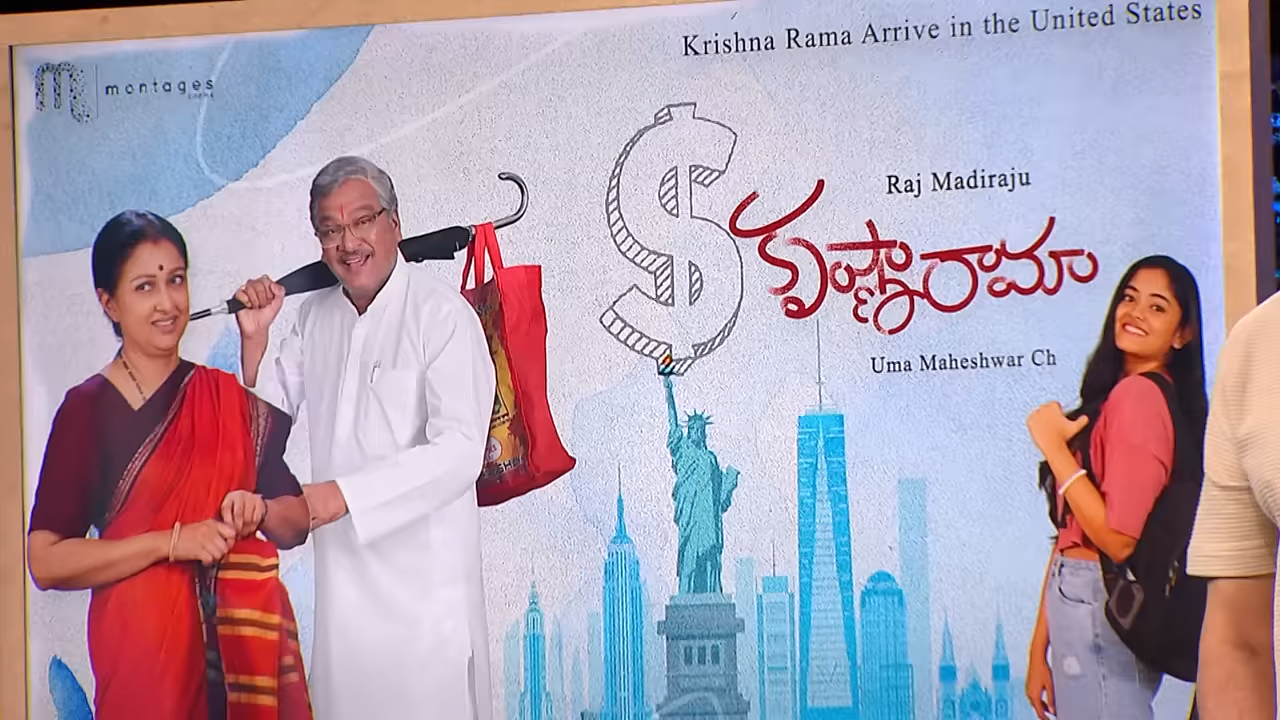 Krishna Rama Arrive in the United States
montages
Raj Madiraju
$
కృష్ణారామా
Uma Maheshwar Ch